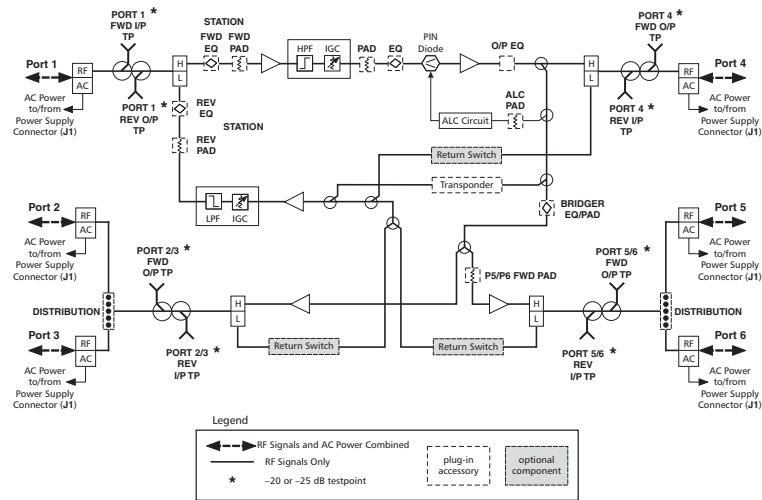 PORT 1 *
FWD I/P
TP
STATION
FWD
EQ
FWD
PAD
HPF
IGC
PAD
EQ
PIN
Diode
O/P EQ
PORT 4 *
FWD O/P
TP
Port 1
RF
AC
H
L
H
L
RF
AC
Port 4
AC Power
to/from
Power Supply
Connector (J1)
PORT 1 *
REV O/P
TP
REV
EQ
STATION
REV
PAD
ALC Circuit
ALC
PAD
PORT 4 *
REV I/P
TP
AC Power
to/from
Power Supply
Connector (J1)
Return Switch
Transponder
LPF
IGC
BRIDGER
EQ/PAD
Port 2
RF
AC
AC Power
to/from
Power Supply
Connector (J1)
PORT 2/3 *
FWD
O/P TP
PORT 5/6 *
FWD
O/P TP
Port 5
RF
AC
AC Power
to/from
Power Supply
Connector (J1)
P5/P6 FWD PAD
DISTRIBUTION
H
L
H
L
DISTRIBUTION
Port 3
RF
AC
AC Power
to/from
Power Supply
Connector (J1)
PORT 2/3 *
REV
I/P TP
Return Switch
Return Switch
PORT 5/6 *
REV
I/P TP
Port 6
RF
AC
AC Power
to/from
Power Supply
Connector (J1)
Legend
RF Signals and AC Power Combined
RF Signals Only
* –20 or –25 dB testpoint
plug-in
accessory
optional
component